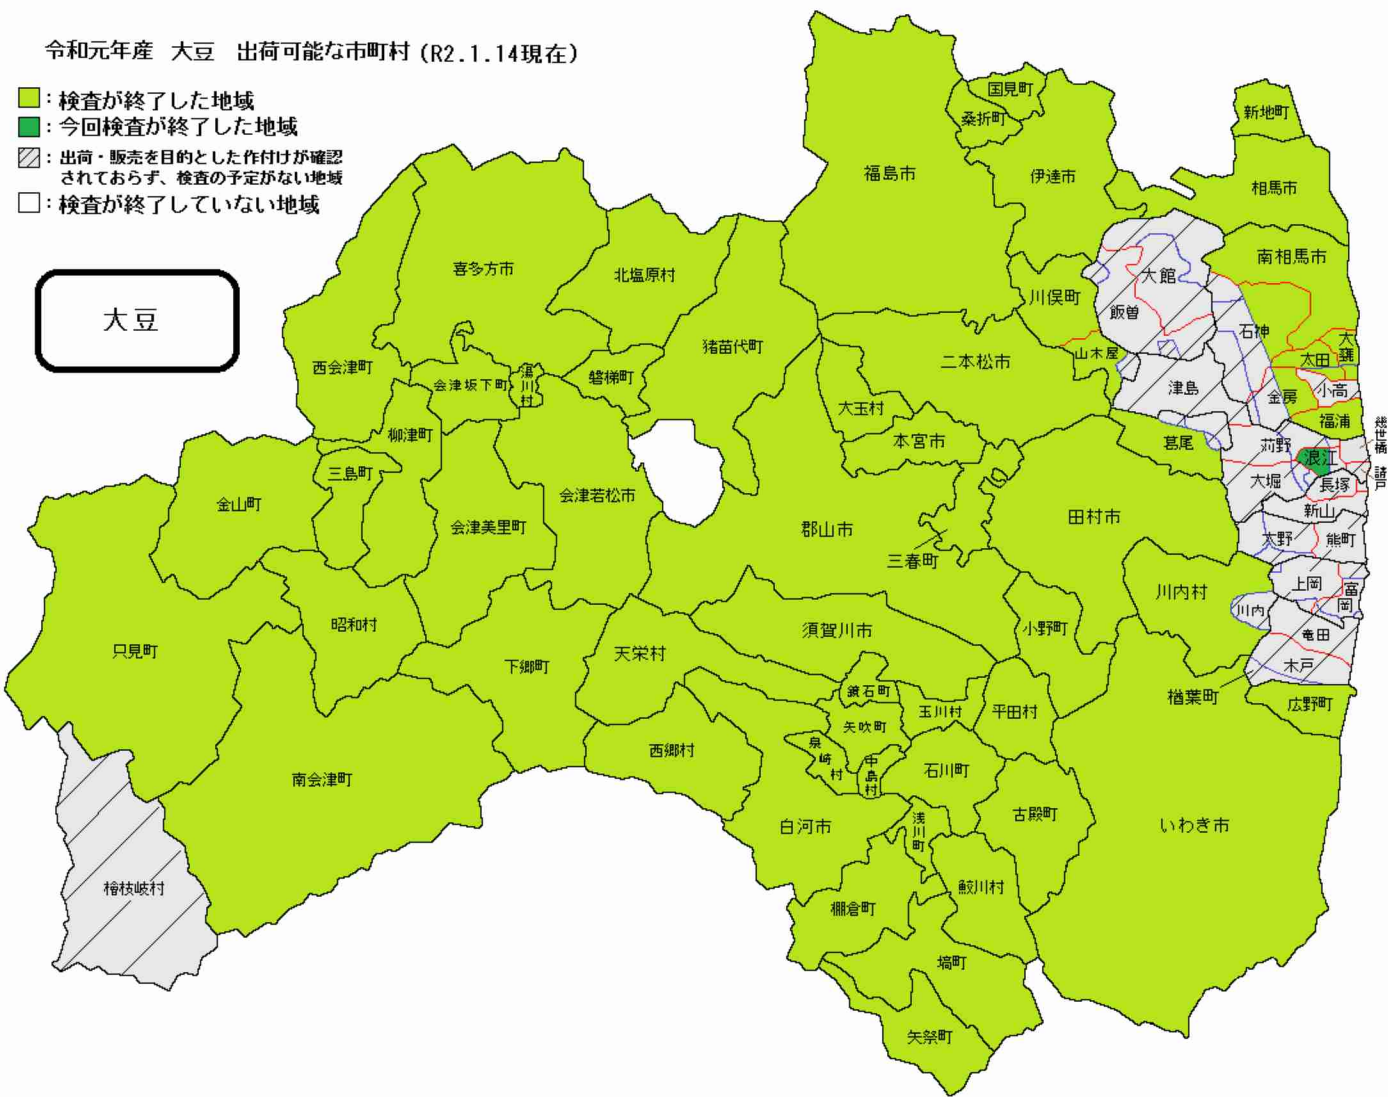 令和元年産 大豆 出荷可能な市町村(R2.1.14現在)
:検査が終了した地域
:今回検査が終了した地域
:出荷・販売を目的とした作付けが確認
されておらず、検査の予定がない地域
:検査が終了していない地域
大豆
国見町
桑折町
新地町
福島市
伊達市
相馬市
南相馬市
喜多方市
北塩原村
大館
川俣町
飯曽
石神
大甕
猪苗代町
山木屋
二本松市
太田
西会津町
会津坂下町
湯川村
磐梯町
津島
小高
金房
大玉村
福浦
柳津町
本宮市
葛尾
苅野
浪江
幾世橋
請戸
三島町
大堀
長塚
金山町
会津若松市
新山
会津美里町
郡山市
田村市
大野
熊町
三春町
上岡
富岡
川内村
川内
昭和村
須賀川市
小野町
竜田
只見町
下郷町
天栄村
木戸
鏡石町
楢葉町
広野町
玉川村
平田村
矢吹町
西郷村
泉崎村
中島村
石川町
南会津町
古殿町
白河市
浅川町
いわき市
檜枝岐村
鮫川村
棚倉町
塙町
矢祭町